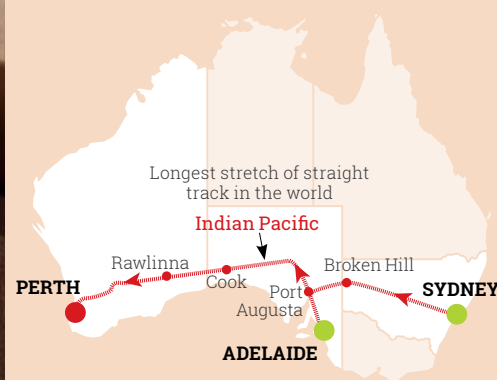 Longest stretch of straight
track in the world
Indian Pacific
Rawlinna
Broken Hill
Cook
PERTH
Port
Augusta
SYDNEY
ADELAIDE